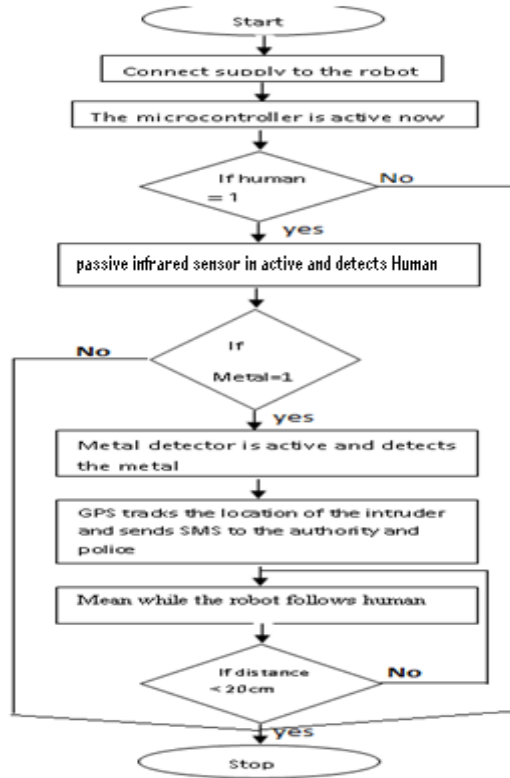 Start
Connect supply to the robot
The microcontroller is active now
If human
= 1
No
yes
passive infrared sensor in active and detects Human
If
Metal=1
No
yes
Metal detector is active and detects
the metal
GPS tracks the location of the intruder
and sends SMS to the authority and
police
Mean while the robot follows human
If distance
< 20cm
No
yes
Stop